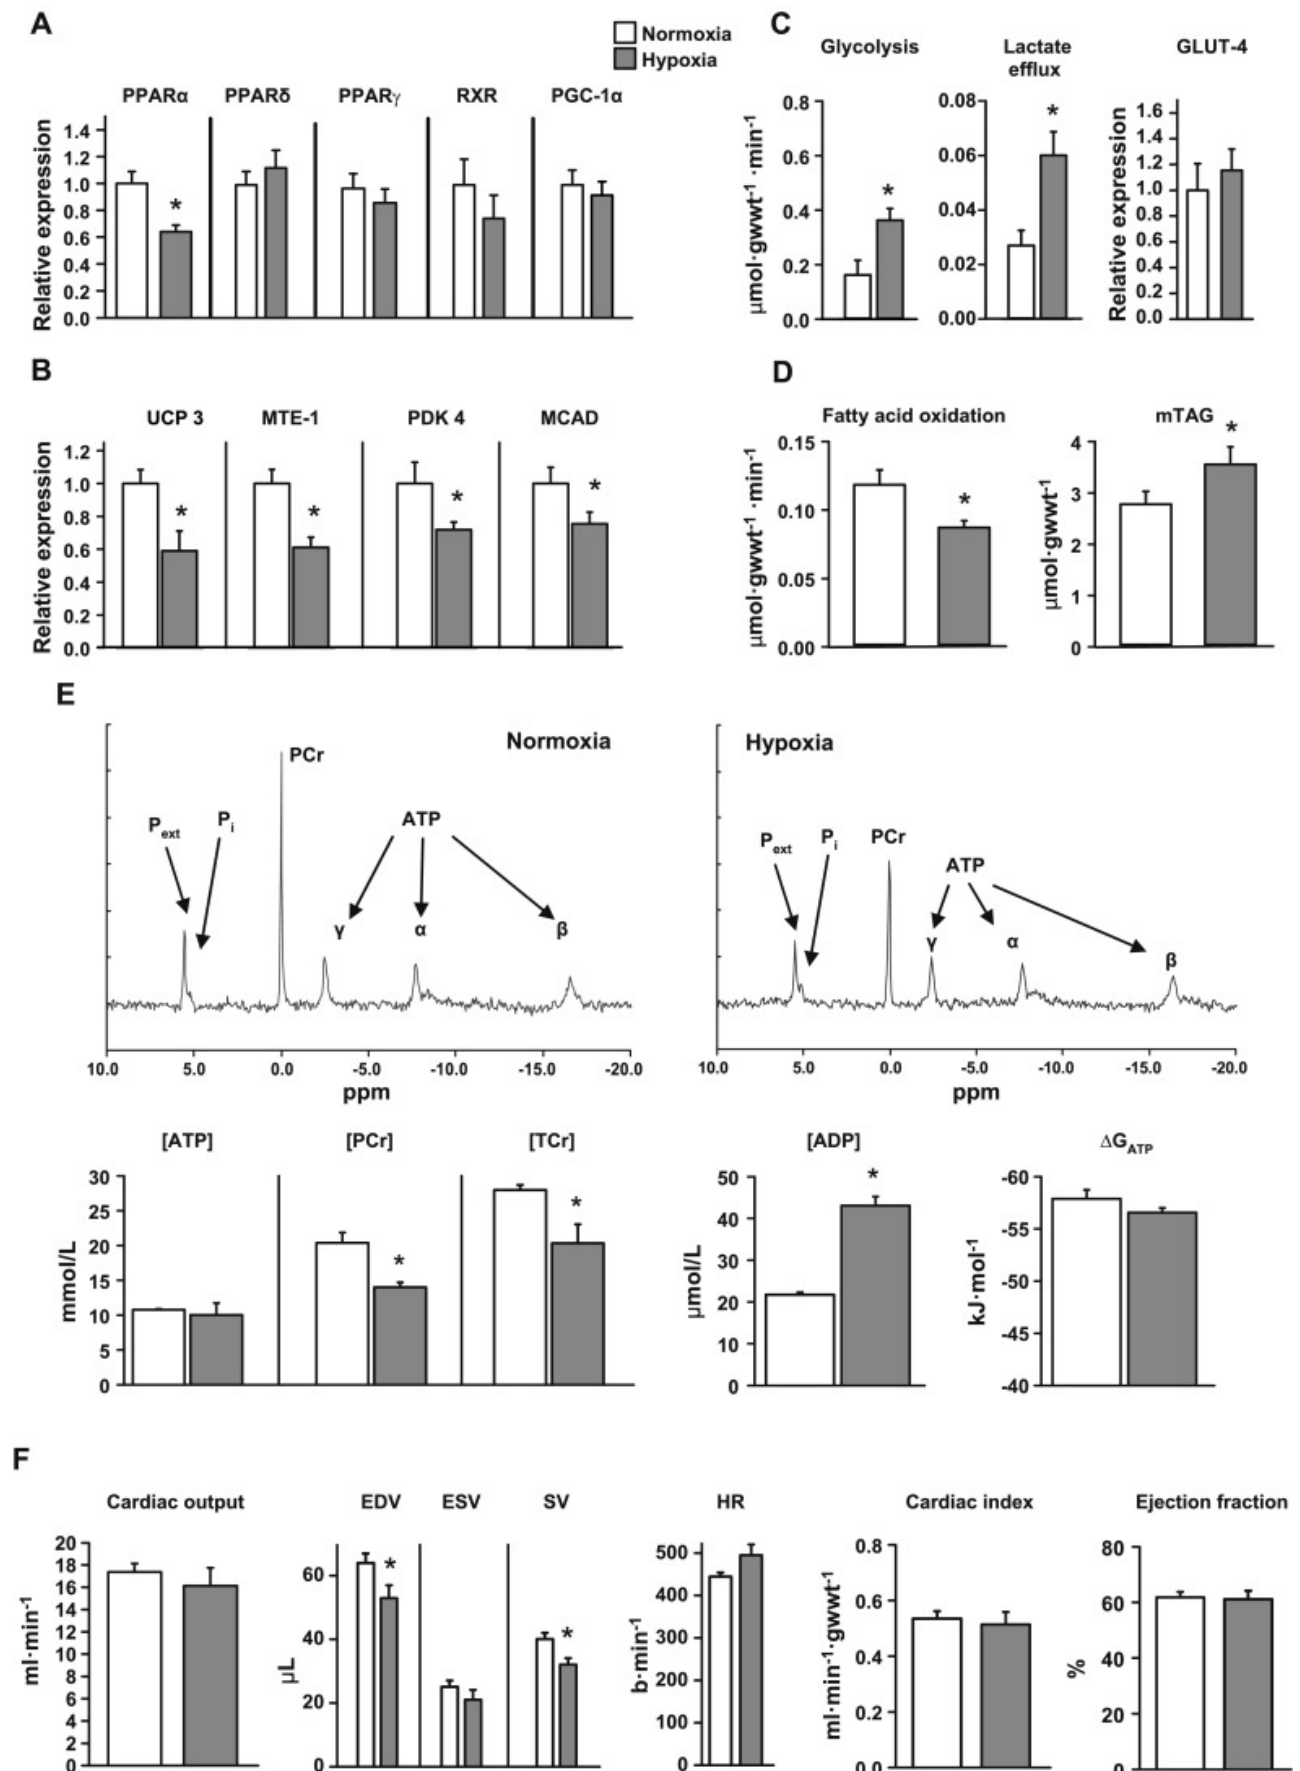 A
Normoxia
Hypoxia
PPARα PPARδ PPARγ RXR PGC-1α
Relative expression
1.4
1.2
1.0
0.8
0.6
0.4
0.2
0.0
*
C
Glycolysis
μmol·gwwt⁻¹ ·min⁻¹
0.8
0.6
0.4
0.2
0.0
*
Lactate
efflux
0.08
0.06
0.04
0.02
0.00
*
GLUT-4
Relative expression
1.6
1.4
1.2
1.0
0.8
0.6
0.4
0.2
0.0
B
UCP 3 MTE-1 PDK 4 MCAD
Relative expression
1.2
1.0
0.8
0.6
0.4
0.2
0.0
* * * *
D
Fatty acid oxidation
μmol·gwwt⁻¹ ·min⁻¹
0.15
0.10
0.05
0.00
*
mTAG
μmol·gwwt⁻¹
4
3
2
1
0
*
E
Normoxia
PCr
Pext
Pi
ATP
γ α β
10.0 5.0 0.0 -5.0 -10.0 -15.0 -20.0
ppm
Hypoxia
PCr
Pext
Pi
ATP
γ α β
10.0 5.0 0.0 -5.0 -10.0 -15.0 -20.0
ppm
[ATP] [PCr] [TCr]
mmol/L
30
25
20
15
10
5
0
* *
[ADP]
μmol/L
50
40
30
20
10
0
*
ΔGATP
kJ·mol⁻¹
-60
-55
-50
-45
-40
F
Cardiac output
ml·min⁻¹
20
18
16
14
12
10
8
6
4
2
0
EDV ESV SV
μL
60
40
20
0
* *
HR
b·min⁻¹
500
400
300
200
100
0
Cardiac index
ml·min⁻¹·gwwt⁻¹
0.8
0.6
0.4
0.2
0.0
Ejection fraction
%
80
60
40
20
0